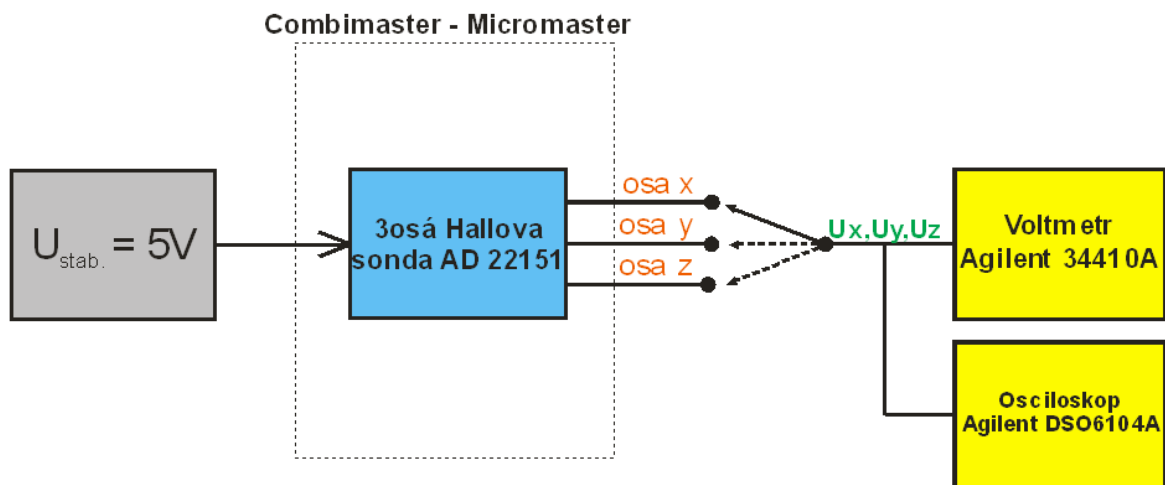 Combimaster - Micromaster
U stab. = 5V
3osá Hallova
sonda AD 22151
osa x
osa y
osa z
Ux,Uy,Uz
Voltmetr
Agilent 34410A
Osciloskop
Agilent DSO6104A